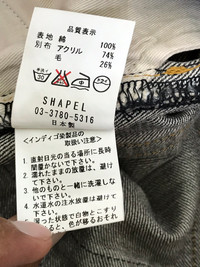 品質表示
表地 綿 100%
別布 アクリル 74%
毛 26%
SHAPEL
03-3780-5316
日本製
<インディゴ染製品の
取扱い注意>
1. 直射日光の当る場所に長時
間置かないで下さい。
2. 濡れたままの放置は、避け
て下さい。
3. 他のものと一緒に洗濯しな
いで下さい。
4. 水道水の注水放置は避けて
下さい。
湿った状態で白物とこすり
ると、色が移るおそれ